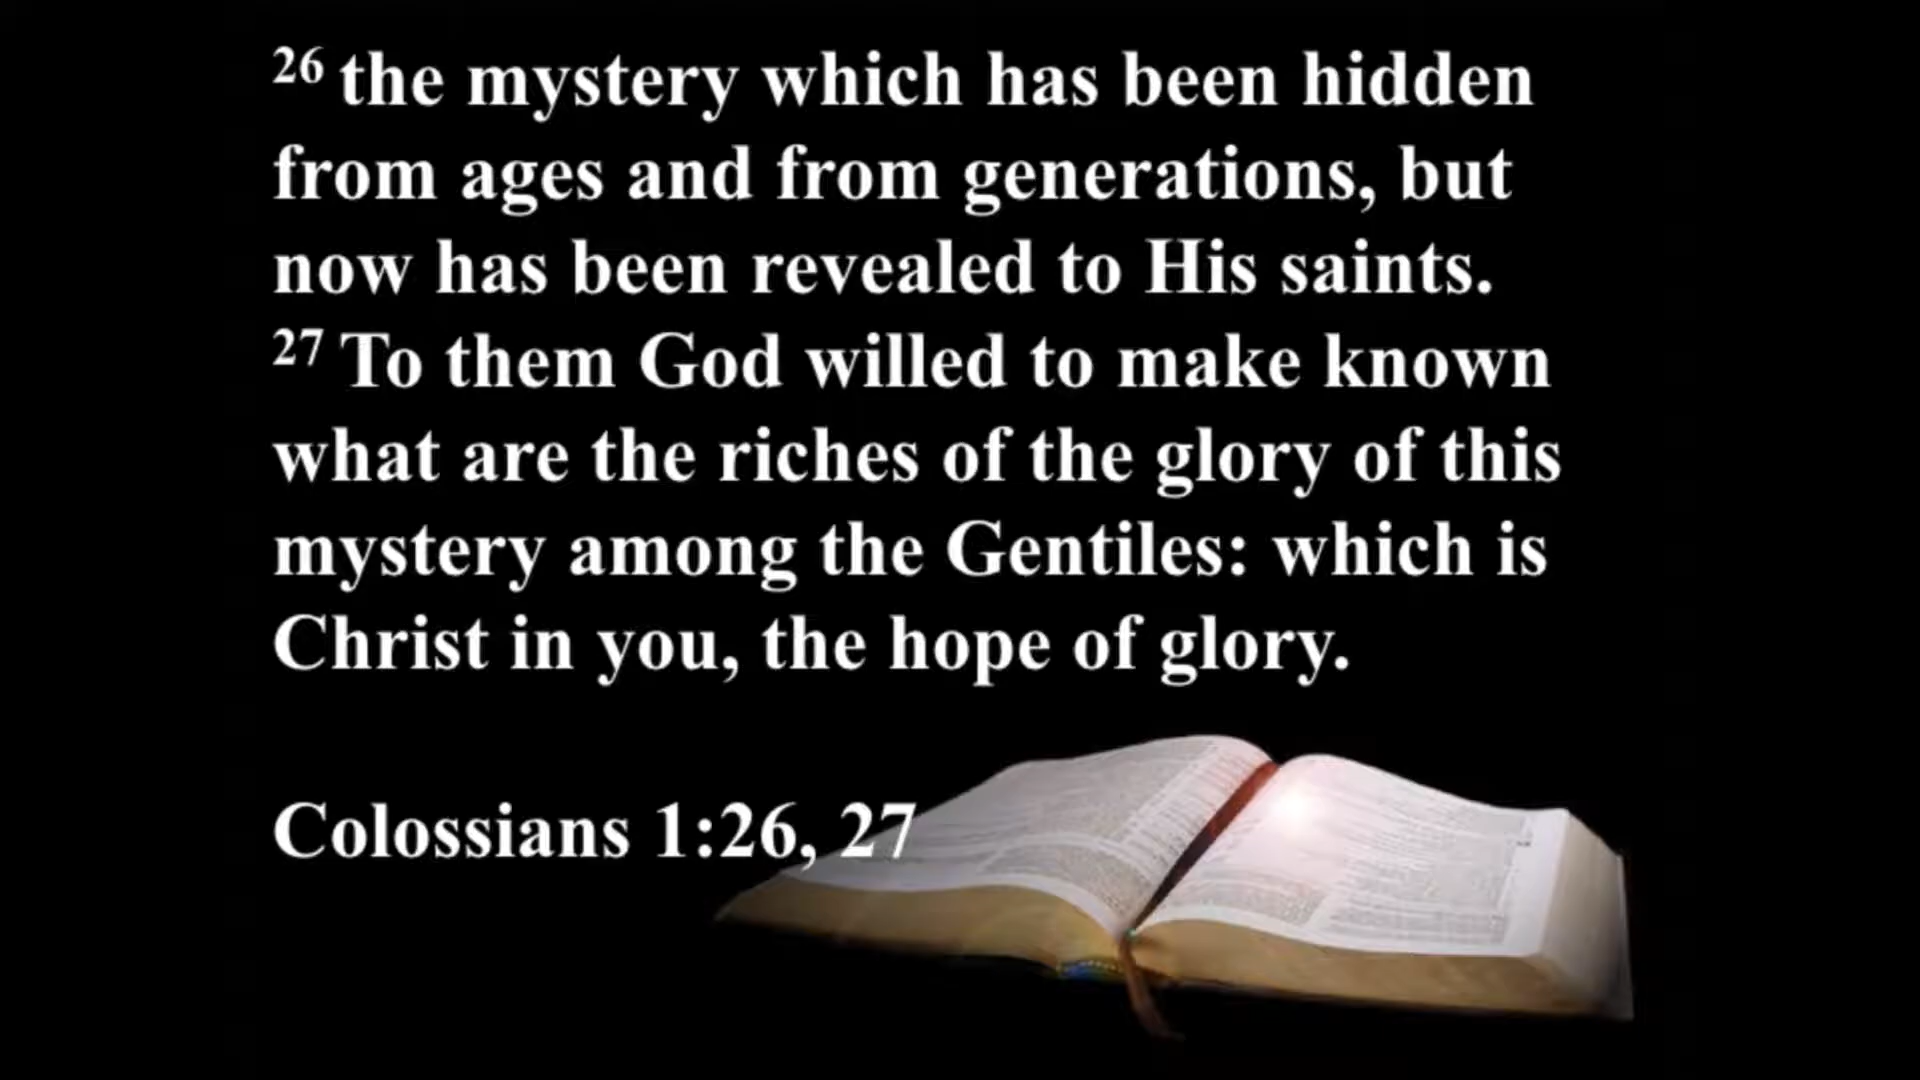 26 the mystery which has been hidden
from ages and from generations, but
now has been revealed to His saints.
27 To them God willed to make known
what are the riches of the glory of this
mystery among the Gentiles: which is
Christ in you, the hope of glory.
Colossians 1:26, 27